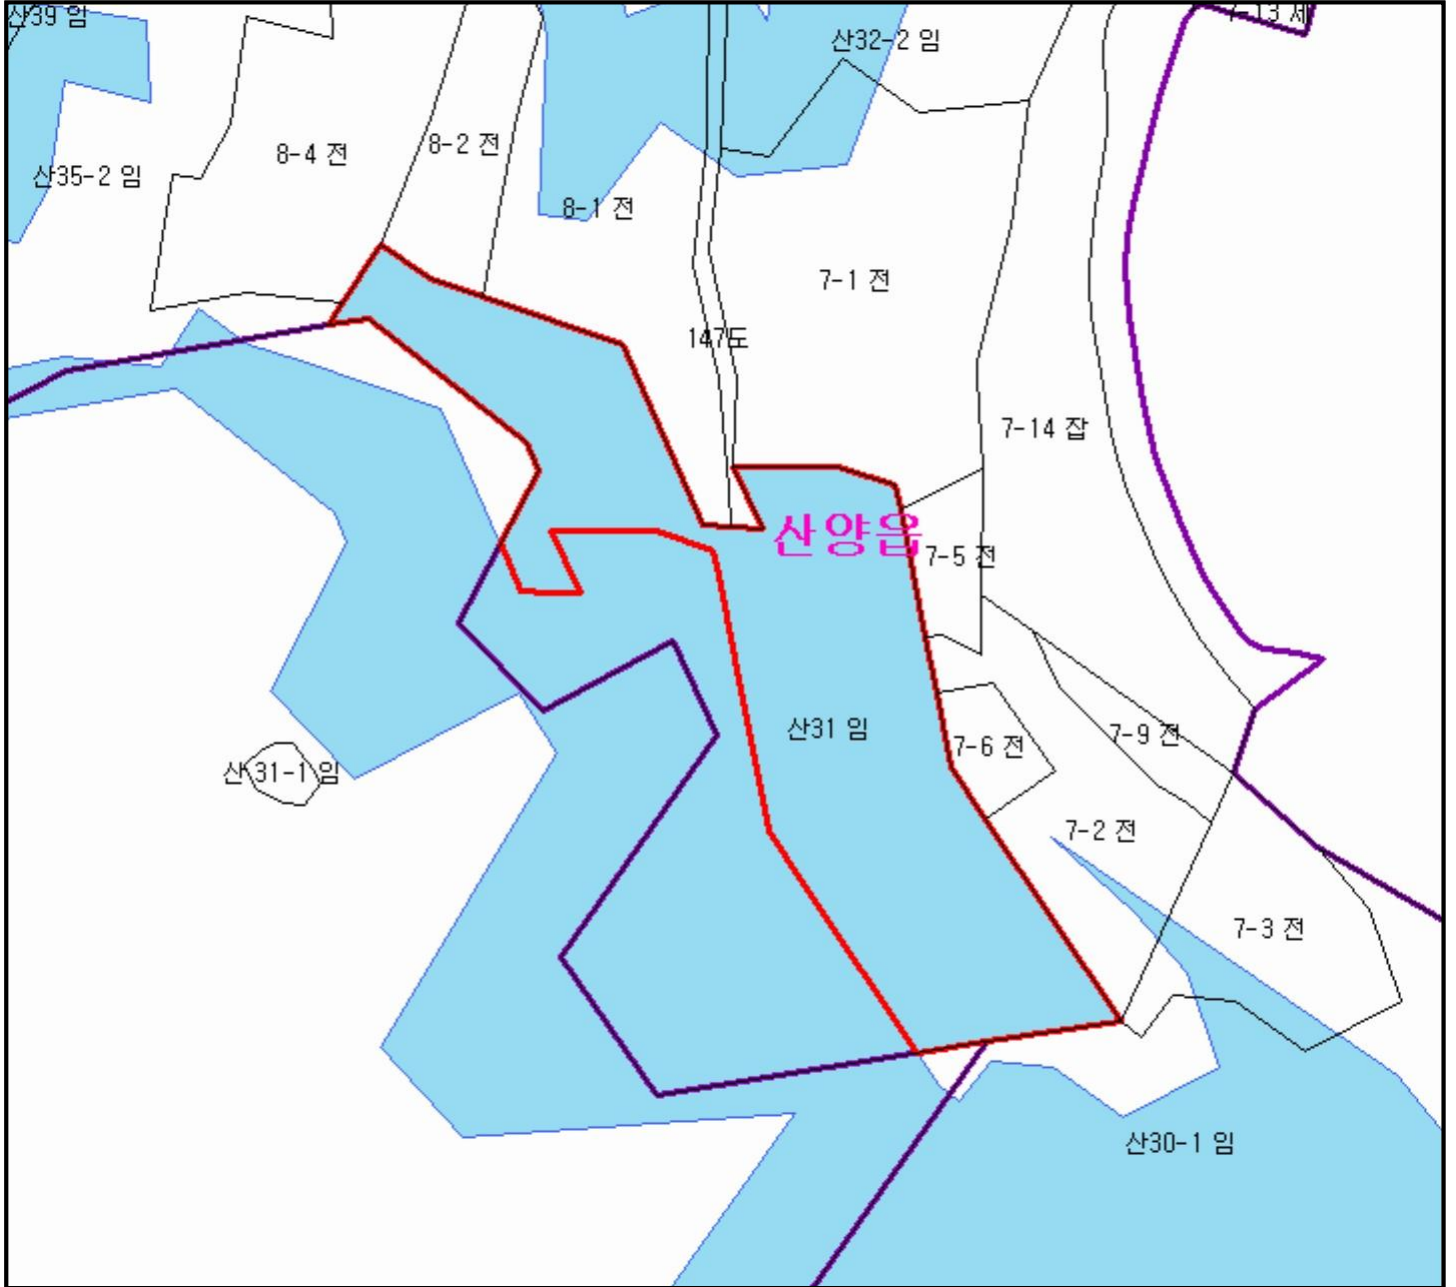 산39 임
7-13 제
산32-2 임
8-2 전
8-4 전
산35-2 임
8-1 전
7-1 전
147도
7-14 잡
산양읍
7-5 전
산31 임
7-9 전
7-6 전
산31-1 임
7-2 전
7-3 전
산30-1 임